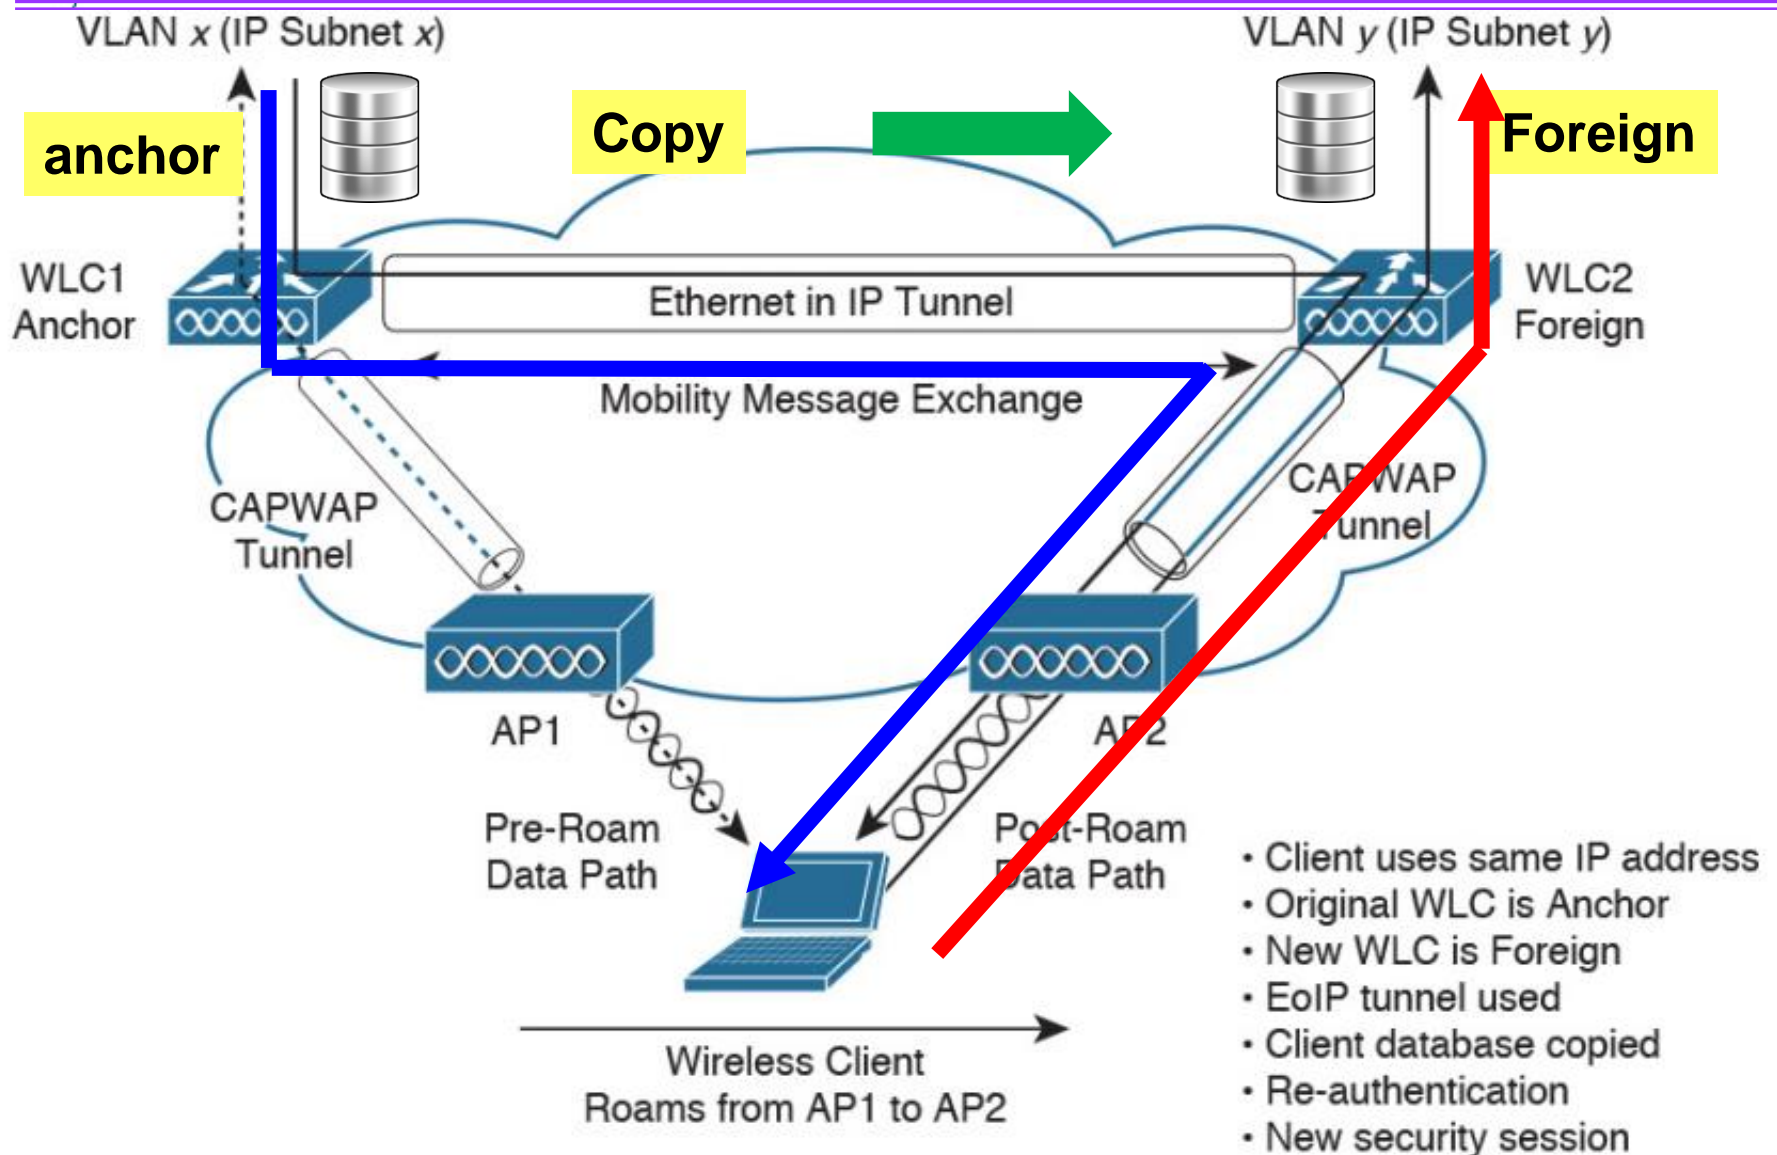 VLAN x (IP Subnet x)
VLAN y (IP Subnet y)
anchor
Copy
Foreign
WLC1
Anchor
Ethernet in IP Tunnel
WLC2
Foreign
Mobility Message Exchange
CAPWAP
Tunnel
CAPWAP
Tunnel
AP1
AP2
Pre-Roam
Data Path
Post-Roam
Data Path
Wireless Client
Roams from AP1 to AP2
• Client uses same IP address
• Original WLC is Anchor
• New WLC is Foreign
• EoIP tunnel used
• Client database copied
• Re-authentication
• New security session